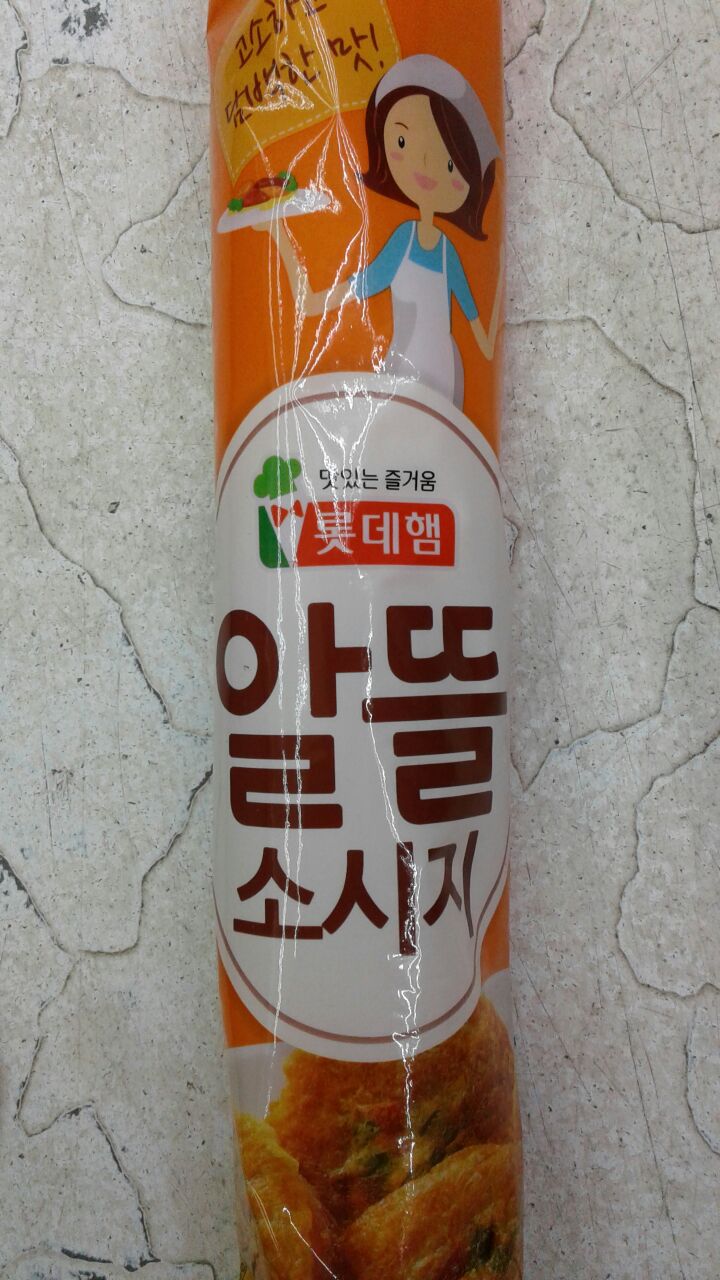 고소하고
담백한 맛!
맛있는 즐거움
롯데햄
알뜰
소시지